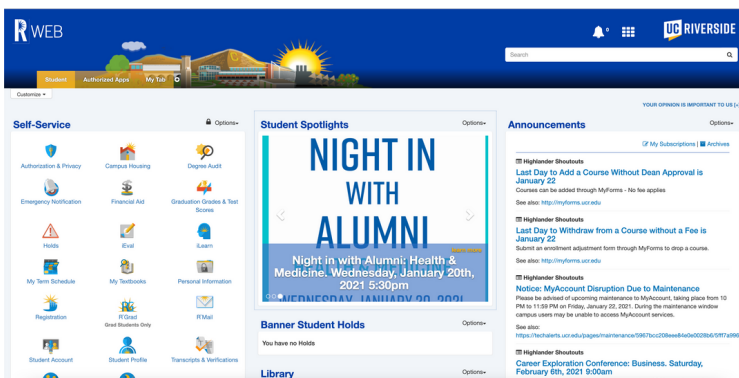 R WEB
UC RIVERSIDE
Search
Student Authorized Apps My Tab
Customize
YOUR OPINION IS IMPORTANT TO US [
Self-Service
Options
Authorization & Privacy
Campus Housing
Degree Audit
Emergency Notification
Financial Aid
Graduation Grades & Test
Scores
Holds
iEval
iLearn
My Term Schedule
My Textbooks
Personal Information
Registration
R'Grad
Grad Students Only
R'Mail
Student Account
Student Profile
Transcripts & Verifications
Student Spotlights
Options
NIGHT IN
WITH
ALUMNI
Night in with Alumni: Health &
Medicine. Wednesday, January 20th,
2021 5:30pm
WEDNESDAY, JANUARY 20, 2021
Banner Student Holds
Options
You have no Holds
Library
Options
Announcements
Options
My Subscriptions | Archives
Highlander Shoutouts
Last Day to Add a Course Without Dean Approval is
January 22
Courses can be added through MyForms - No fee applies
See also: http://myforms.ucr.edu
Highlander Shoutouts
Last Day to Withdraw from a Course without a Fee is
January 22
Submit an enrollment adjustment form through MyForms to drop a course.
See also: http://myforms.ucr.edu
Highlander Shoutouts
Notice: MyAccount Disruption Due to Maintenance
Please be advised of upcoming maintenance to MyAccount, taking place from 10
PM to 11:59 PM on Friday, January 22, 2021. During the maintenance window
campus users may be unable to access MyAccount services.
See also:
Highlander Shoutouts
Career Exploration Conference: Business. Saturday,
February 6th, 2021 9:00am